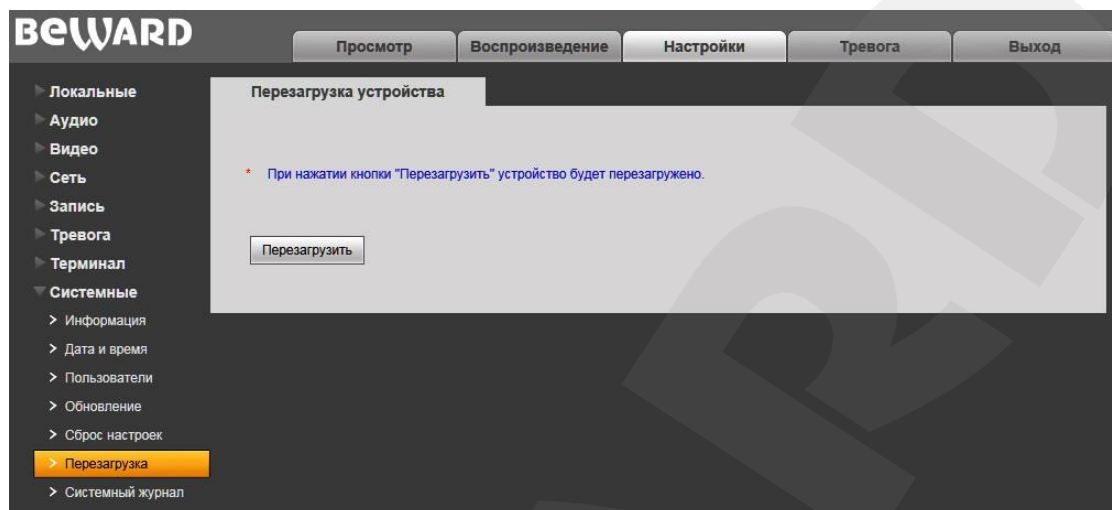 BEWARD
Просмотр
Воспроизведение
Настройки
Тревога
Выход
Локальные
Аудио
Видео
Сеть
Запись
Тревога
Терминал
Системные
Информация
Дата и время
Пользователи
Обновление
Сброс настроек
Перезагрузка
Системный журнал
Перезагрузка устройства
* При нажатии кнопки "Перезагрузить" устройство будет перезагружено.
Перезагрузить